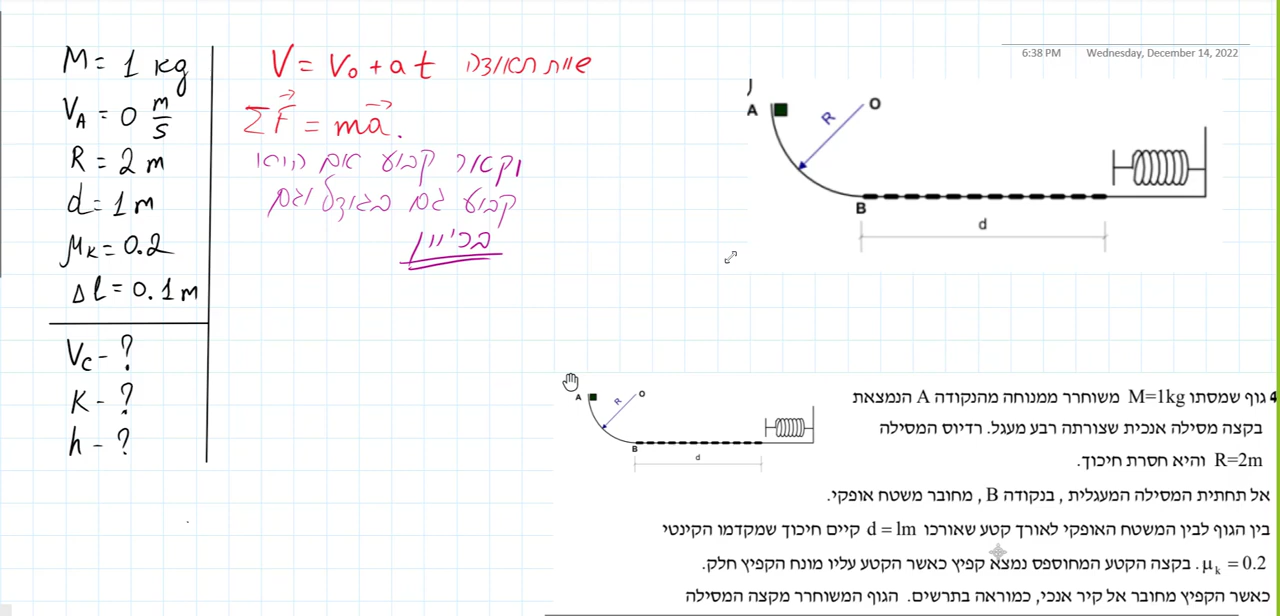 6:38 PM Wednesday, December 14, 2022
M = 1 kg
V_A = 0 m/s
R = 2 m
d = 1 m
μ_K = 0.2
Δl = 0.1 m
V_C - ?
K - ?
h - ?
V = V₀ + a t
ΣF⃗ = ma⃗.
וקטור קבוע אם הוא
קבוע גם בגודל וגם
בכיוון
A
R
O
B
d
A
R
O
B
d
4 גוף שמסתו M=1kg משוחרר ממנוחה מהנקודה A הנמצאת
בקצה מסילה אנכית שצורתה רבע מעגל. רדיוס המסילה
R=2m והיא חסרת חיכוך.
אל תחתית המסילה המעגלית, בנקודה B, מחובר משטח אופקי.
בין הגוף לבין המשטח האופקי לאורך קטע שאורכו d = 1m קיים חיכוך שמקדמו הקינטי
μk = 0.2. בקצה הקטע המחוספס נמצא קפיץ כאשר הקטע עליו מונח הקפיץ חלק.
כאשר הקפיץ מחובר אל קיר אנכי, כמוראה בתרשים. הגוף המשוחרר מקצה המסילה